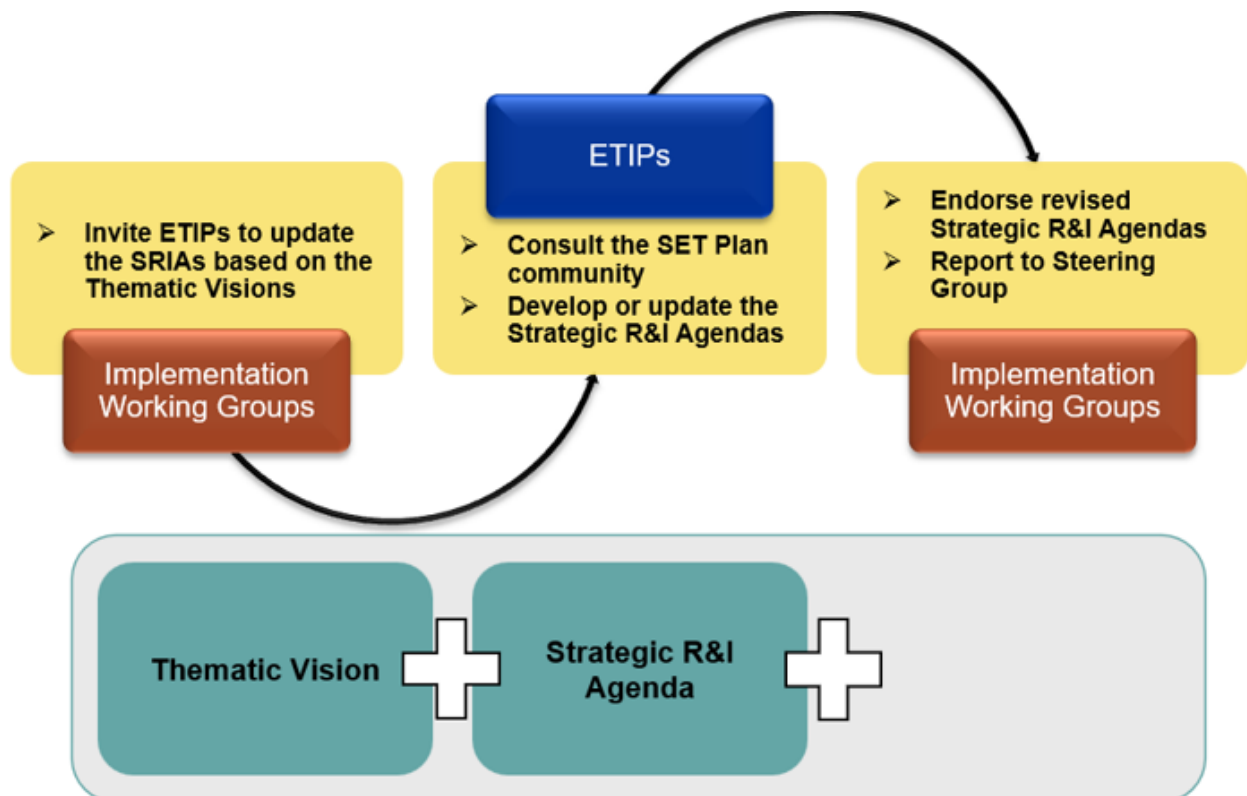 ➢ Invite ETIPs to update
the SRIAs based on the
Thematic Visions
Implementation
Working Groups
ETIPs
➢ Consult the SET Plan
community
➢ Develop or update the
Strategic R&I Agendas
➢ Endorse revised
Strategic R&I Agendas
➢ Report to Steering
Group
Implementation
Working Groups
Thematic Vision
Strategic R&I
Agenda